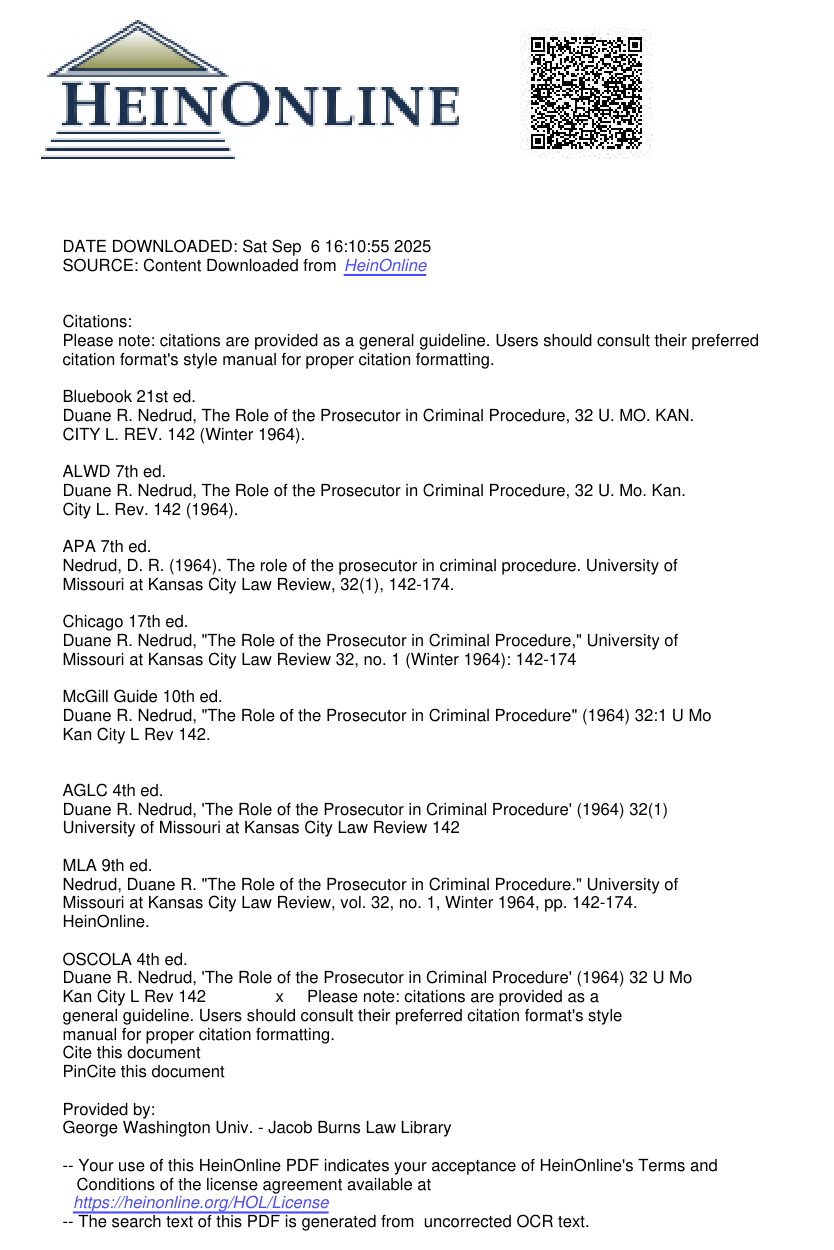 HEINONLINE
DATE DOWNLOADED: Sat Sep 6 16:10:55 2025
SOURCE: Content Downloaded from HeinOnline
Citations:
Please note: citations are provided as a general guideline. Users should consult their preferred
citation format's style manual for proper citation formatting.
Bluebook 21st ed.
Duane R. Nedrud, The Role of the Prosecutor in Criminal Procedure, 32 U. MO. KAN.
CITY L. REV. 142 (Winter 1964).
ALWD 7th ed.
Duane R. Nedrud, The Role of the Prosecutor in Criminal Procedure, 32 U. Mo. Kan.
City L. Rev. 142 (1964).
APA 7th ed.
Nedrud, D. R. (1964). The role of the prosecutor in criminal procedure. University of
Missouri at Kansas City Law Review, 32(1), 142-174.
Chicago 17th ed.
Duane R. Nedrud, "The Role of the Prosecutor in Criminal Procedure," University of
Missouri at Kansas City Law Review 32, no. 1 (Winter 1964): 142-174
McGill Guide 10th ed.
Duane R. Nedrud, "The Role of the Prosecutor in Criminal Procedure" (1964) 32:1 U Mo
Kan City L Rev 142.
AGLC 4th ed.
Duane R. Nedrud, 'The Role of the Prosecutor in Criminal Procedure' (1964) 32(1)
University of Missouri at Kansas City Law Review 142
MLA 9th ed.
Nedrud, Duane R. "The Role of the Prosecutor in Criminal Procedure." University of
Missouri at Kansas City Law Review, vol. 32, no. 1, Winter 1964, pp. 142-174.
HeinOnline.
OSCOLA 4th ed.
Duane R. Nedrud, 'The Role of the Prosecutor in Criminal Procedure' (1964) 32 U Mo
Kan City L Rev 142 x Please note: citations are provided as a
general guideline. Users should consult their preferred citation format's style
manual for proper citation formatting.
Cite this document
PinCite this document
Provided by:
George Washington Univ. - Jacob Burns Law Library
-- Your use of this HeinOnline PDF indicates your acceptance of HeinOnline's Terms and
Conditions of the license agreement available at
https://heinonline.org/HOL/License
-- The search text of this PDF is generated from uncorrected OCR text.